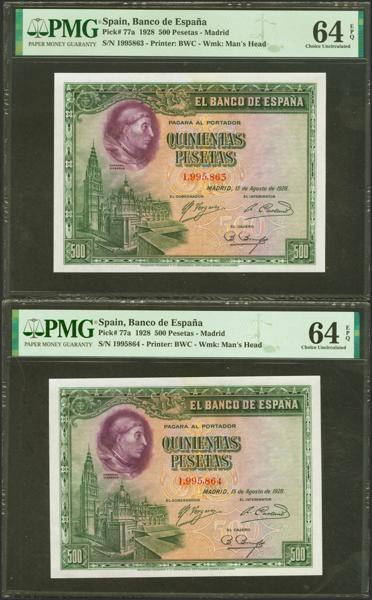 PMG
PAPER MONEY GUARANTY
Spain, Banco de España
Pick# 77a 1928 500 Pesetas - Madrid
S/N 1995863 - Printer: BWC - Wmk: Man's Head
64 EPQ
Choice Uncirculated
EL BANCO DE ESPAÑA
PAGARA AL PORTADOR
QUINIENTAS
PESETAS
1.995.863
MADRID, 15 de Agosto de 1928.
EL GOBERNADOR
EL INTERVENTOR
EL CAJERO
500
500
PMG
PAPER MONEY GUARANTY
Spain, Banco de España
Pick# 77a 1928 500 Pesetas - Madrid
S/N 1995864 - Printer: BWC - Wmk: Man's Head
64 EPQ
Choice Uncirculated
EL BANCO DE ESPAÑA
PAGARA AL PORTADOR
QUINIENTAS
PESETAS
1.995.864
MADRID, 15 de Agosto de 1928.
EL GOBERNADOR
EL INTERVENTOR
EL CAJERO
500
500